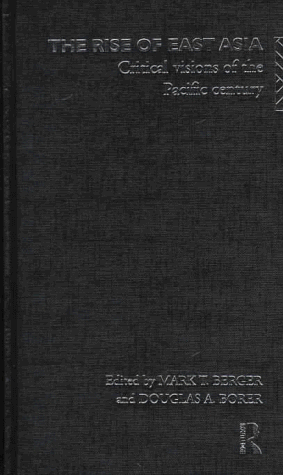 THE RISE OF EAST ASIA
Critical visions of the
Pacific century
Edited by MARK T. BERGER
and DOUGLAS A. BORER
R